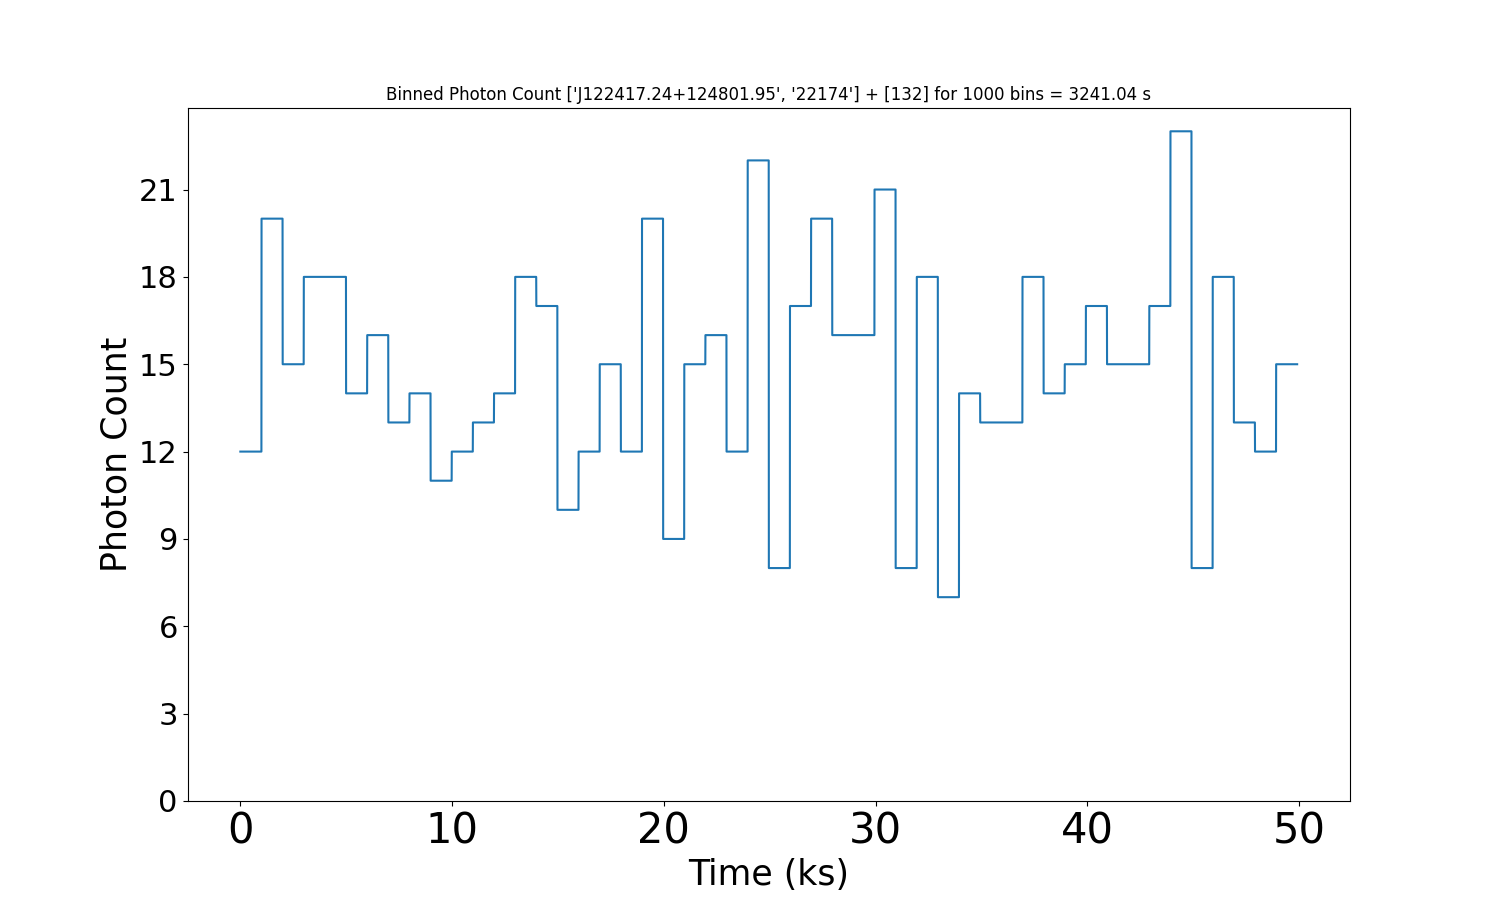 Binned Photon Count ['J122417.24+124801.95', '22174'] + [132] for 1000 bins = 3241.04 s
21
18
15
12
9
6
3
0
Photon Count
0 10 20 30 40 50
Time (ks)